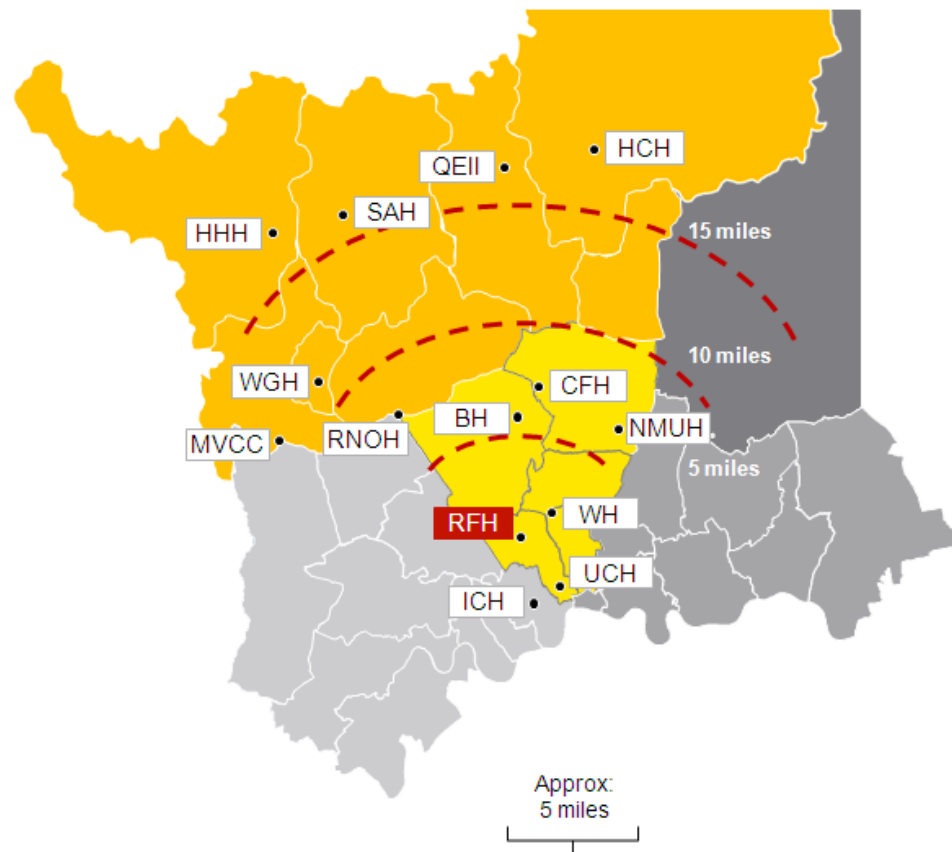 HCH
QEII
SAH
HHH
15 miles
10 miles
WGH
CFH
BH
RNOH
NMUH
MVCC
5 miles
WH
RFH
UCH
ICH
Approx:
5 miles